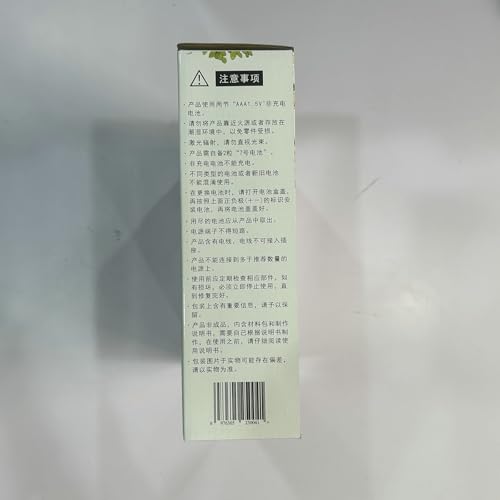 注意事项
· 产品使用用节 "AAA1.5V"非充电
电池。
· 请勿将产品靠近火源或者存放在
潮湿环境中，以免零件受损。
· 激光辐射，请勿直视光束。
· 产品需自备2粒 "7号电池"。
· 非充电电池不能充电。
· 不同类型的电池或者新旧电池
不能混满使用。
· 在更换电池时，请打开电池盒盖，
再按照上面正负极(+-)的标识安
装电池，再将电池盖盖好。
· 用尽的电池应从产品中取出。
· 电源端子不得短路。
· 产品含有电线，电线不可接入插
座。
· 产品不能连接到多于推荐数量的
电源上。
· 使用前应定期检查相应部件，如
有损坏，必须立即停止使用，直
到修复完好。
· 包装上含有重要信息，请予以保
留。
· 产品非成品，内含材料包和制作
说明书，需要自己根据说明书制
作，在使用之前，请仔细阅读使
用说明书。
· 包装图片于实物可能存在偏差，
请以实物为准。